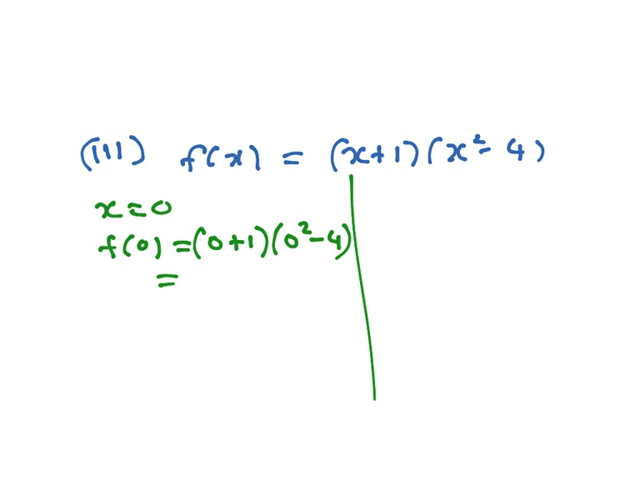 (III) f(x) = (x+1)(x²-4)
x=0
f(0)=(0+1)(0²-4)
=